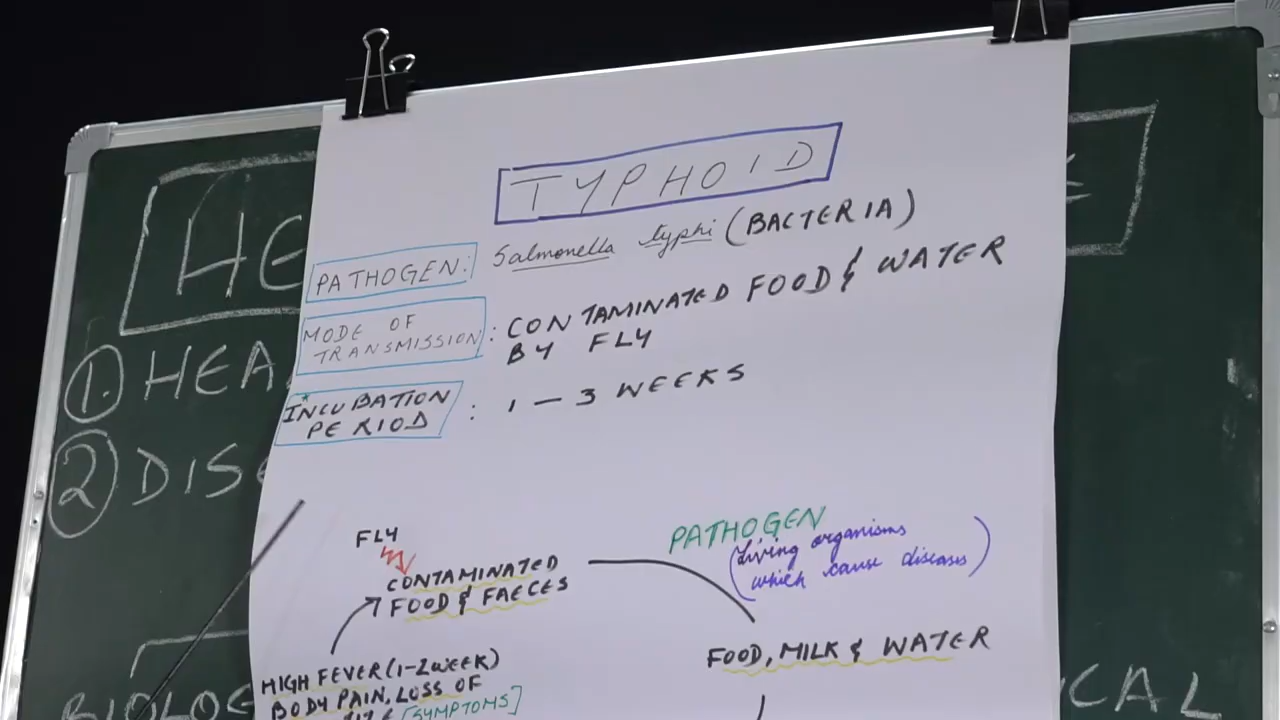 TYPHOID
PATHOGEN: Salmonella typhi (BACTERIA)
MODE OF TRANSMISSION : CONTAMINATED FOOD & WATER
BY FLY
INCUBATION PERIOD : 1 – 3 WEEKS
FLY
CONTAMINATED
FOOD & FAECES
PATHOGEN
(Living organisms
which cause diseases)
FOOD, MILK & WATER
HIGH FEVER (1-2 WEEK)
BODY PAIN, LOSS OF
[SYMPTOMS]
HE
1. HEA
2 DISE
BIOLOG
ICAL